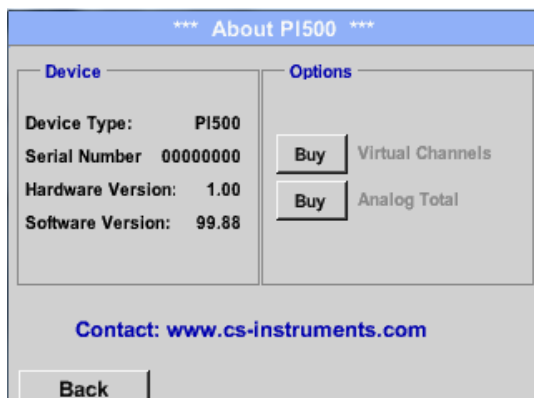 *** About PI500 ***
Device
Device Type: PI500
Serial Number 00000000
Hardware Version: 1.00
Software Version: 99.88
Options
Buy Virtual Channels
Buy Analog Total
Contact: www.cs-instruments.com
Back